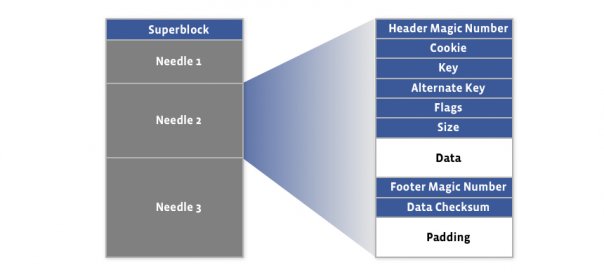 Superblock
Needle 1
Needle 2
Needle 3
Header Magic Number
Cookie
Key
Alternate Key
Flags
Size
Data
Footer Magic Number
Data Checksum
Padding